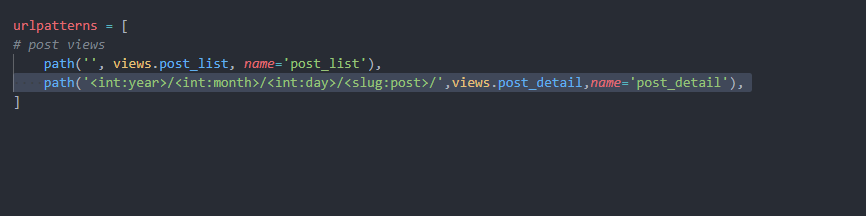 urlpatterns = [
# post views
    path('', views.post_list, name='post_list'),
    path('<int:year>/<int:month>/<int:day>/<slug:post>/',views.post_detail,name='post_detail'),
]